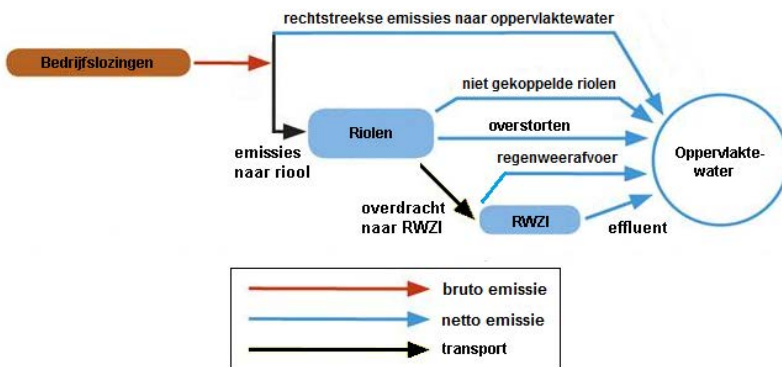 rechtstreekse emissies naar oppervlaktewater
Bedrijfslozingen
niet gekoppelde riolen
Riolen
overstorten
emissies
naar riool
regenweerafvoer
Oppervlakte-
water
overdracht
naar RWZI
RWZI
effluent
bruto emissie
netto emissie
transport